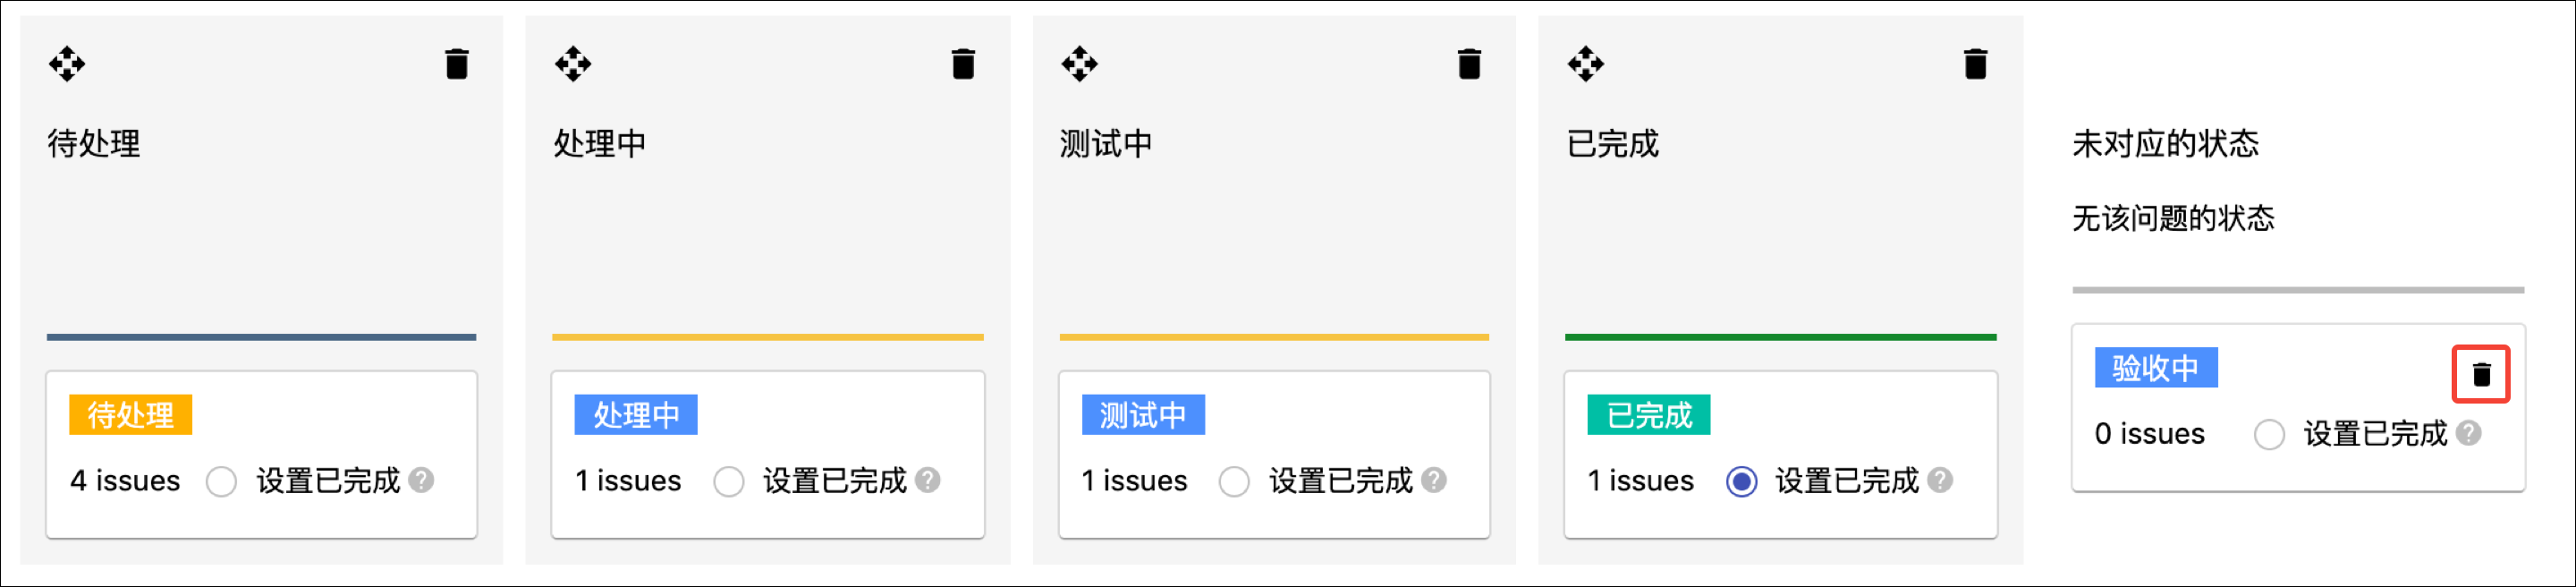 待处理
待处理
4 issues 设置已完成 ?
处理中
处理中
1 issues 设置已完成 ?
测试中
测试中
1 issues 设置已完成 ?
已完成
已完成
1 issues 设置已完成 ?
未对应的状态
无该问题的状态
验收中
0 issues 设置已完成 ?